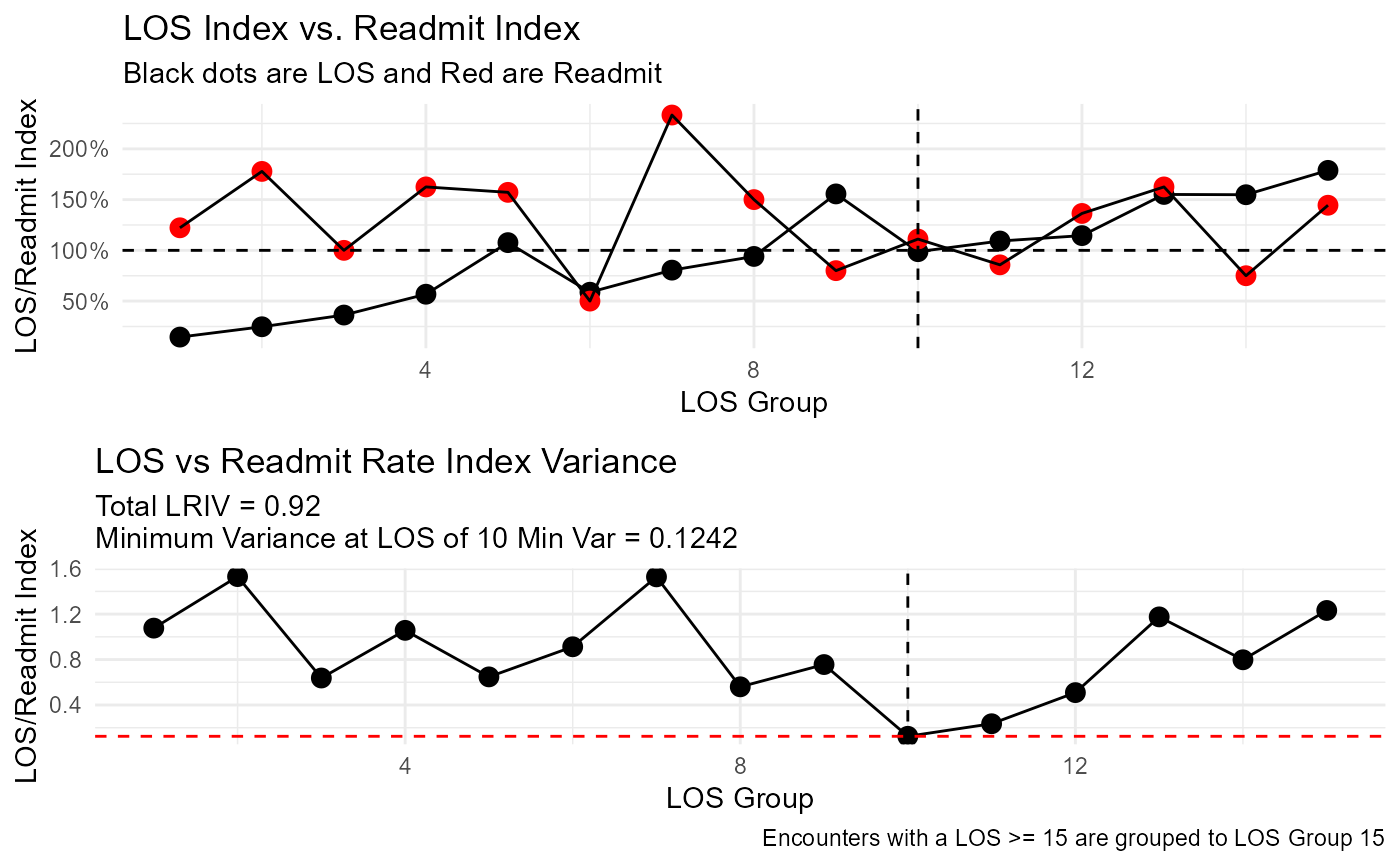 LOS Index vs. Readmit Index
Black dots are LOS and Red are Readmit
LOS/Readmit Index
200%
150%
100%
50%
4 8 12
LOS Group
LOS vs Readmit Rate Index Variance
Total LRIV = 0.92
Minimum Variance at LOS of 10 Min Var = 0.1242
LOS/Readmit Index
1.6
1.2
0.8
0.4
4 8 12
LOS Group
Encounters with a LOS >= 15 are grouped to LOS Group 15